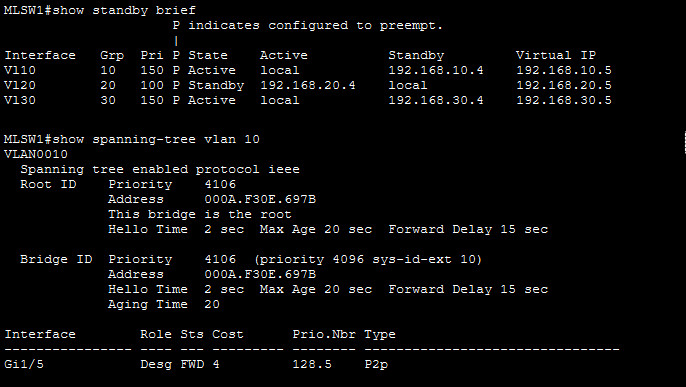 MLSW1#show standby brief
                     P indicates configured to preempt.
                     |
Interface   Grp  Pri P State   Active          Standby         Virtual IP
Vl10        10   150 P Active  local           192.168.10.4    192.168.10.5
Vl20        20   100 P Standby 192.168.20.4    local           192.168.20.5
Vl30        30   150 P Active  local           192.168.30.4    192.168.30.5
MLSW1#show spanning-tree vlan 10
VLAN0010
  Spanning tree enabled protocol ieee
  Root ID    Priority    4106
             Address     000A.F30E.697B
             This bridge is the root
             Hello Time  2 sec  Max Age 20 sec  Forward Delay 15 sec
  Bridge ID  Priority    4106  (priority 4096 sys-id-ext 10)
             Address     000A.F30E.697B
             Hello Time  2 sec  Max Age 20 sec  Forward Delay 15 sec
             Aging Time  20
Interface        Role Sts Cost      Prio.Nbr Type
---------------- ---- --- --------- -------- --------------------------------
Gi1/5            Desg FWD 4         128.5    P2p